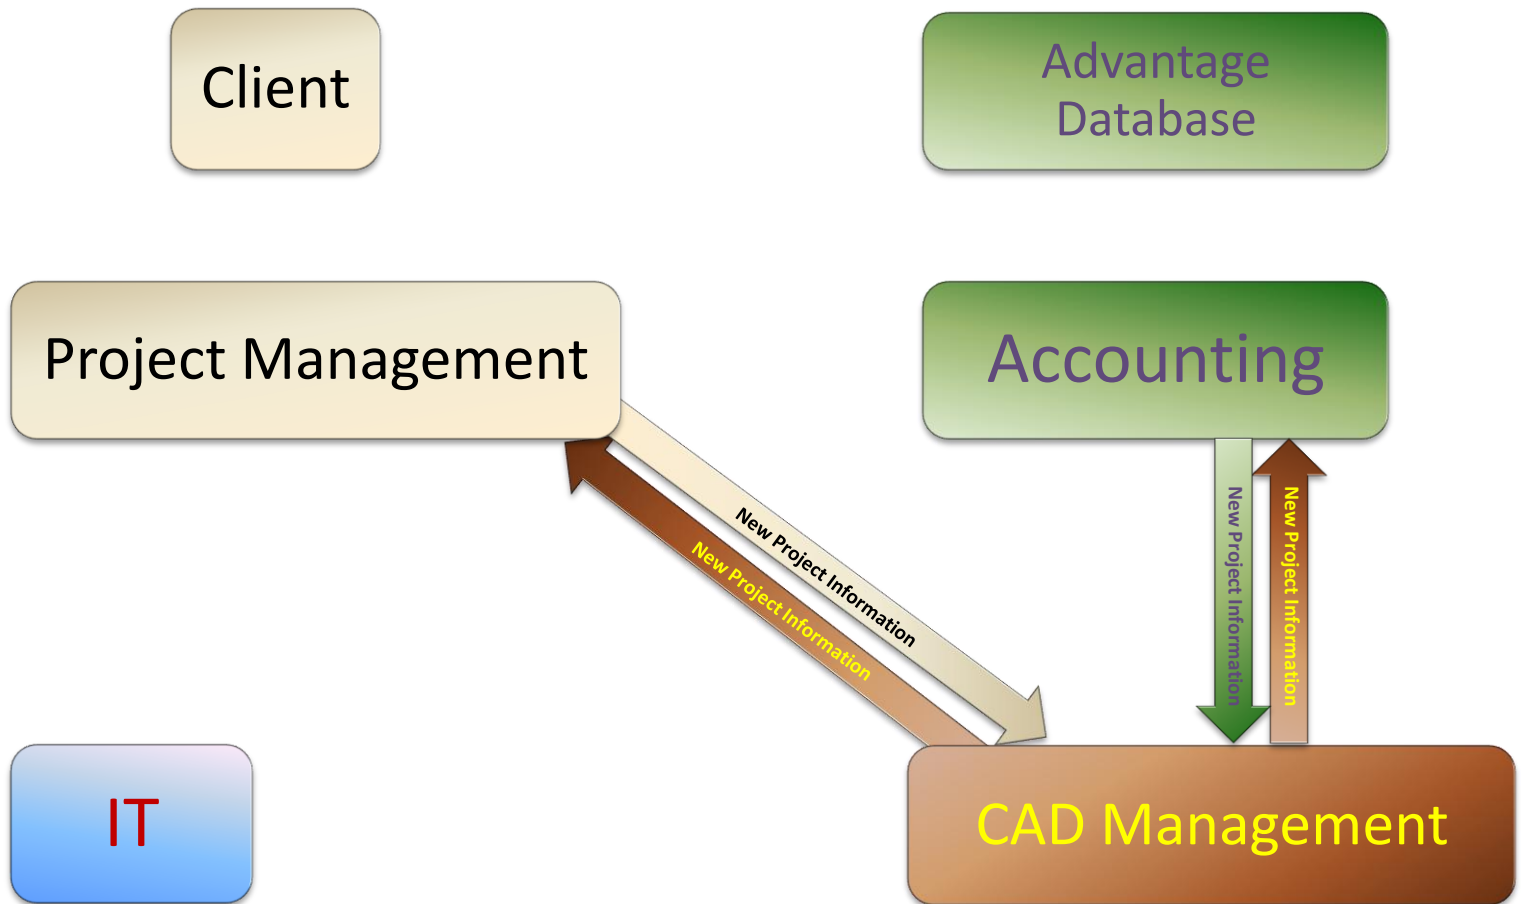 Client
Advantage
Database
Project Management
Accounting
New Project Information
New Project Information
New Project Information
New Project Information
IT
CAD Management